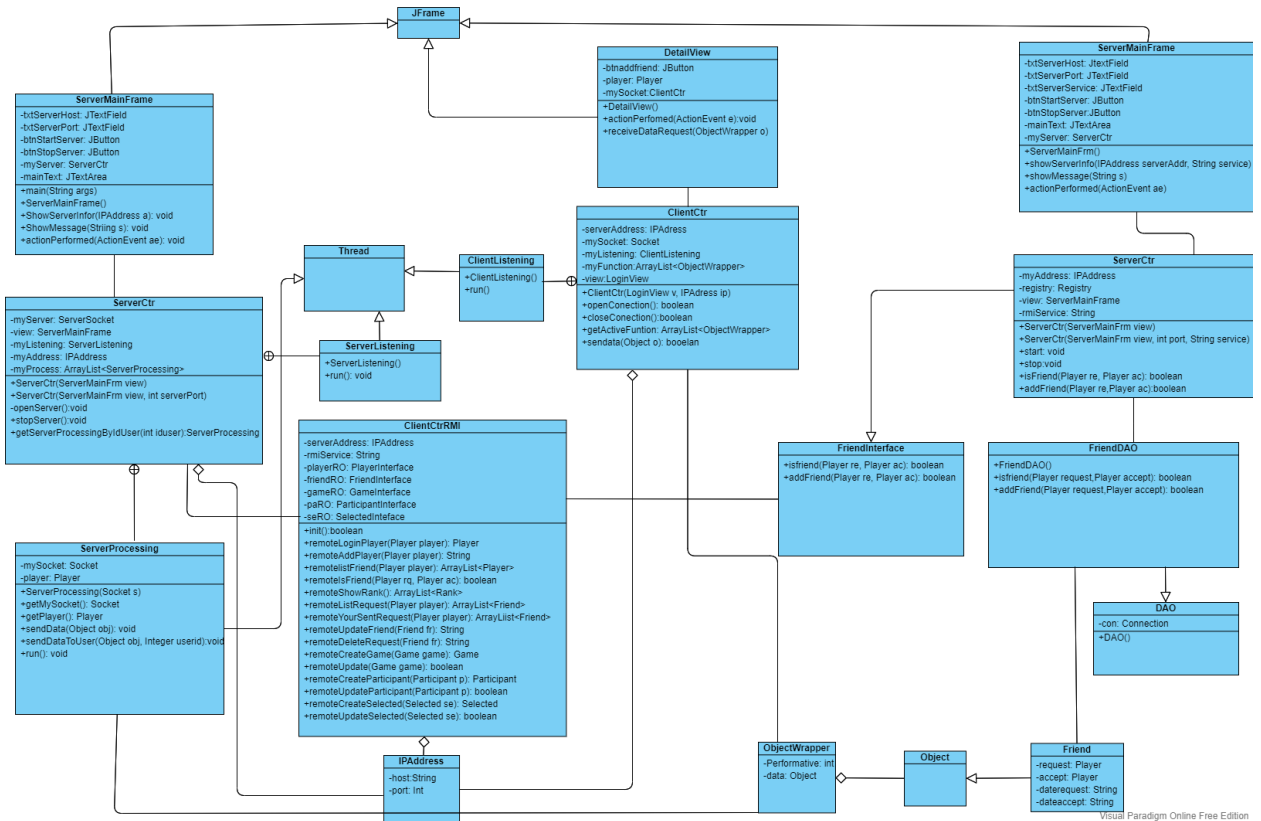 JFrame
DetailView
-btnaddfriend: JButton
-player: Player
-mySocket:ClientCtr
+DetailView()
+actionPerfomed(ActionEvent e):void
+receiveDataRequest(ObjectWrapper o)
ServerMainFrame
-txtServerHost: JtextField
-txtServerPort: JTextField
-txtServerService: JTextField
-btnStartServer: JButton
-btnStopServer:JButton
-mainText: JTextArea
-myServer: ServerCtr
+ServerMainFrm()
+showServerInfo(IPAddress serverAddr, String service)
+showMessage(String s)
+actionPerformed(ActionEvent ae)
ServerMainFrame
-txtServerHost: JTextField
-txtServerPort: JTextField
-btnStartServer: JButton
-btnStopServer: JButton
-myServer: ServerCtr
-mainText: JTextArea
+main(String args)
+ServerMainFrame()
+ShowServerInfor(IPAddress a): void
+ShowMessage(Striing s): void
+actionPerformed(ActionEvent ae): void
ClientCtr
-serverAddress: IPAdress
-mySocket: Socket
-myListening: ClientListening
-myFunction:ArrayList<ObjectWrapper>
-view:LoginView
+ClientCtr(LoginView v, IPAdress ip)
+openConection(): boolean
+closeConection():boolean
+getActiveFuntion: ArrayList<ObjectWrapper>
+sendata(Object o): booelan
Thread
ClientListening
+ClientListening()
+run()
ServerCtr
-myAddress: IPAddress
-registry: Registry
-view: ServerMainFrame
-rmiService: String
+ServerCtr(ServerMainFrm view)
+ServerCtr(ServerMainFrm view, int port, String service)
+start: void
+stop:void
+isFriend(Player re, Player ac): boolean
+addFriend(Player re,Player ac):boolean
ServerCtr
-myServer: ServerSocket
-view: ServerMainFrame
-myListening: ServerListening
-myAddress: IPAddress
-myProcess: ArrayList<ServerProcessing>
+ServerCtr(ServerMainFrm view)
+ServerCtr(ServerMainFrm view, int serverPort)
-openServer():void
+stopServer():void
+getServerProcessingByIdUser(int iduser):ServerProcessing
ServerListening
+ServerListening()
+run(): void
ClientCtrRMI
-serverAddress: IPAddress
-rmiService: String
-playerRO: PlayerInterface
-friendRO: FriendInterface
-gameRO: GameInterface
-paRO: ParticipantInterface
-seRO: SelectedInteface
+init():boolean
+remoteLoginPlayer(Player player): Player
+remoteAddPlayer(Player player): String
+remotelistFriend(Player player): ArrayList<Player>
+remoteIsFriend(Player rq, Player ac): boolean
+remoteShowRank(): ArrayList<Rank>
+remoteListRequest(Player player): ArrayList<Friend>
+remoteYourSentRequest(Player player): ArrayList<Friend>
+remoteUpdateFriend(Friend fr): String
+remoteDeleteRequest(Friend fr): String
+remoteCreateGame(Game game): Game
+remoteUpdate(Game game): boolean
+remoteCreateParticipant(Participant p): Participant
+remoteUpdateParticipant(Participant p): boolean
+remoteCreateSelected(Selected se): Selected
+remoteUpdateSelected(Selected se): boolean
FriendInterface
+isfriend(Player re, Player ac): boolean
+addFriend(Player re, Player ac): boolean
FriendDAO
+FriendDAO()
+isfriend(Player request,Player accept): boolean
+addFriend(Player request,Player accept): boolean
ServerProcessing
-mySocket: Socket
-player: Player
+ServerProcessing(Socket s)
+getMySocket(): Socket
+getPlayer(): Player
+sendData(Object obj): void
+sendDataToUser(Object obj, Integer userid):void
+run(): void
DAO
-con: Connection
+DAO()
IPAddress
-host:String
-port: Int
ObjectWrapper
-Performative: int
-data: Object
Object
Friend
-request: Player
-accept: Player
-daterequest: String
-dateaccept: String
Visual Paradigm Online Free Edition